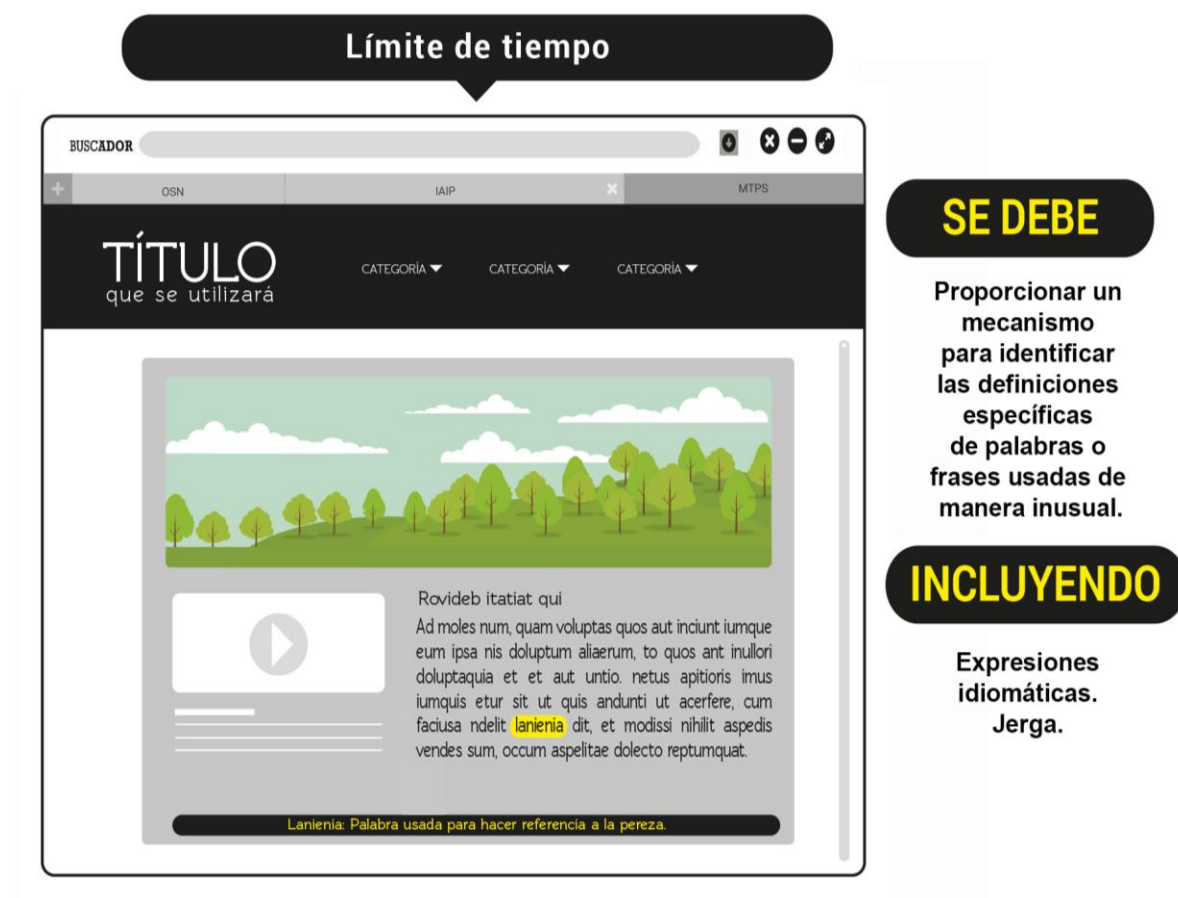 Límite de tiempo
BUSCADOR
OSN
IAIP
MTPS
TÍTULO
que se utilizará
CATEGORÍA
CATEGORÍA
CATEGORÍA
Rovideb itatiat qui
Ad moles num, quam voluptas quos aut inciunt iumque
eum ipsa nis doluptum aliaerum, to quos ant inullori
doluptaquia et et aut untio. netus apitioris imus
iumquis etur sit ut quis andunti ut acerfere, cum
faciusa ndelit lanienia dit, et modissi nihilit aspedis
vendes sum, occum aspelitae dolecto reptumquat.
Lanienia: Palabra usada para hacer referencia a la pereza.
SE DEBE
Proporcionar un
mecanismo
para identificar
las definiciones
específicas
de palabras o
frases usadas de
manera inusual.
INCLUYENDO
Expresiones
idiomáticas.
Jerga.